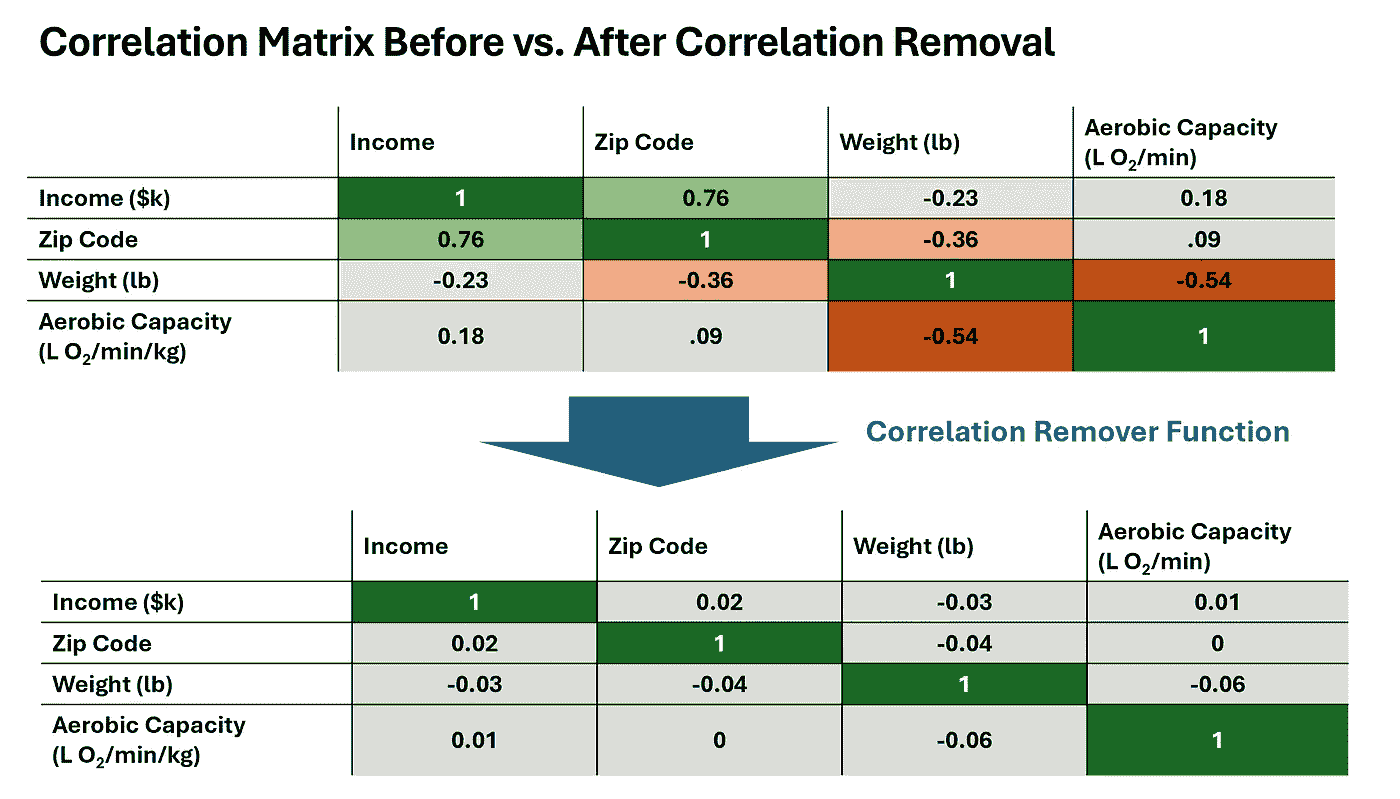 Correlation Matrix Before vs. After Correlation Removal
Income
Zip Code
Weight (lb)
Aerobic Capacity
(L O₂/min)
Income ($k)
1
0.76
-0.23
0.18
Zip Code
0.76
1
-0.36
.09
Weight (lb)
-0.23
-0.36
1
-0.54
Aerobic Capacity
(L O₂/min/kg)
0.18
.09
-0.54
1
Correlation Remover Function
Income
Zip Code
Weight (lb)
Aerobic Capacity
(L O₂/min)
Income ($k)
1
0.02
-0.03
0.01
Zip Code
0.02
1
-0.04
0
Weight (lb)
-0.03
-0.04
1
-0.06
Aerobic Capacity
(L O₂/min/kg)
0.01
0
-0.06
1